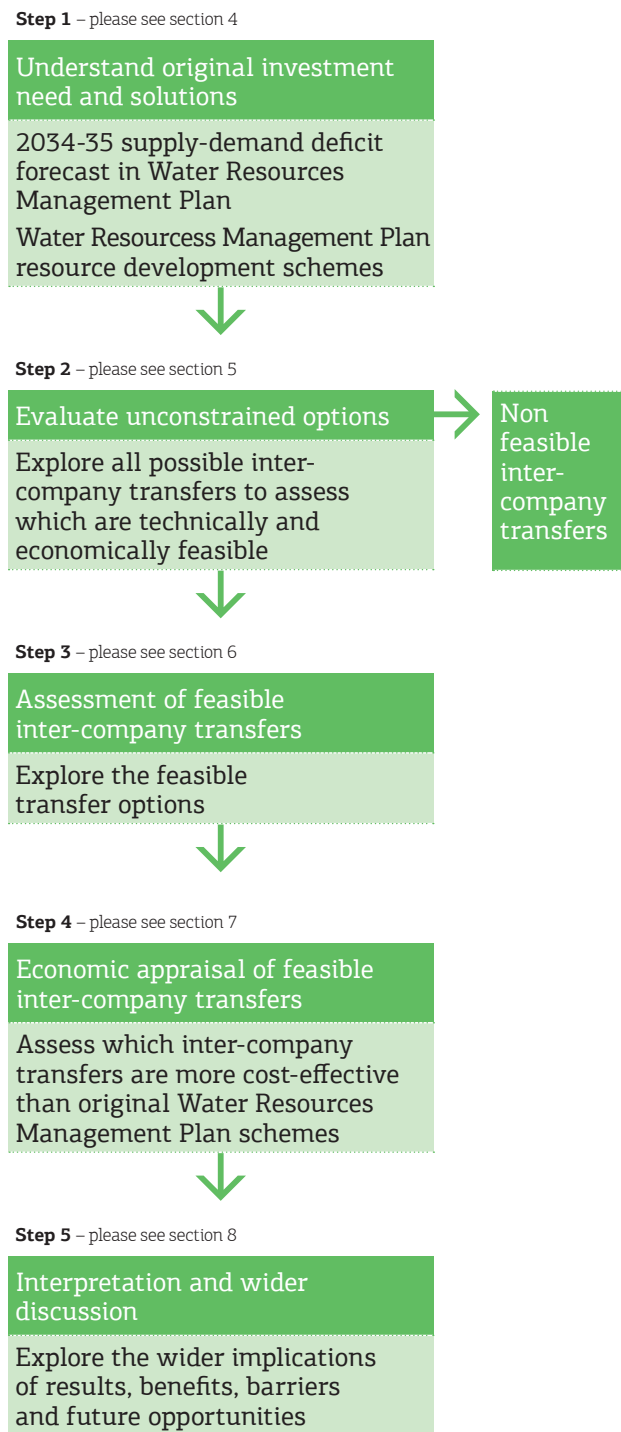 Step 1 – please see section 4
Understand original investment
need and solutions
2034-35 supply-demand deficit
forecast in Water Resources
Management Plan
Water Resourcess Management Plan
resource development schemes
Step 2 – please see section 5
Evaluate unconstrained options
Explore all possible inter-
company transfers to assess
which are technically and
economically feasible
Non
feasible
inter-
company
transfers
Step 3 – please see section 6
Assessment of feasible
inter-company transfers
Explore the feasible
transfer options
Step 4 – please see section 7
Economic appraisal of feasible
inter-company transfers
Assess which inter-company
transfers are more cost-effective
than original Water Resources
Management Plan schemes
Step 5 – please see section 8
Interpretation and wider
discussion
Explore the wider implications
of results, benefits, barriers
and future opportunities